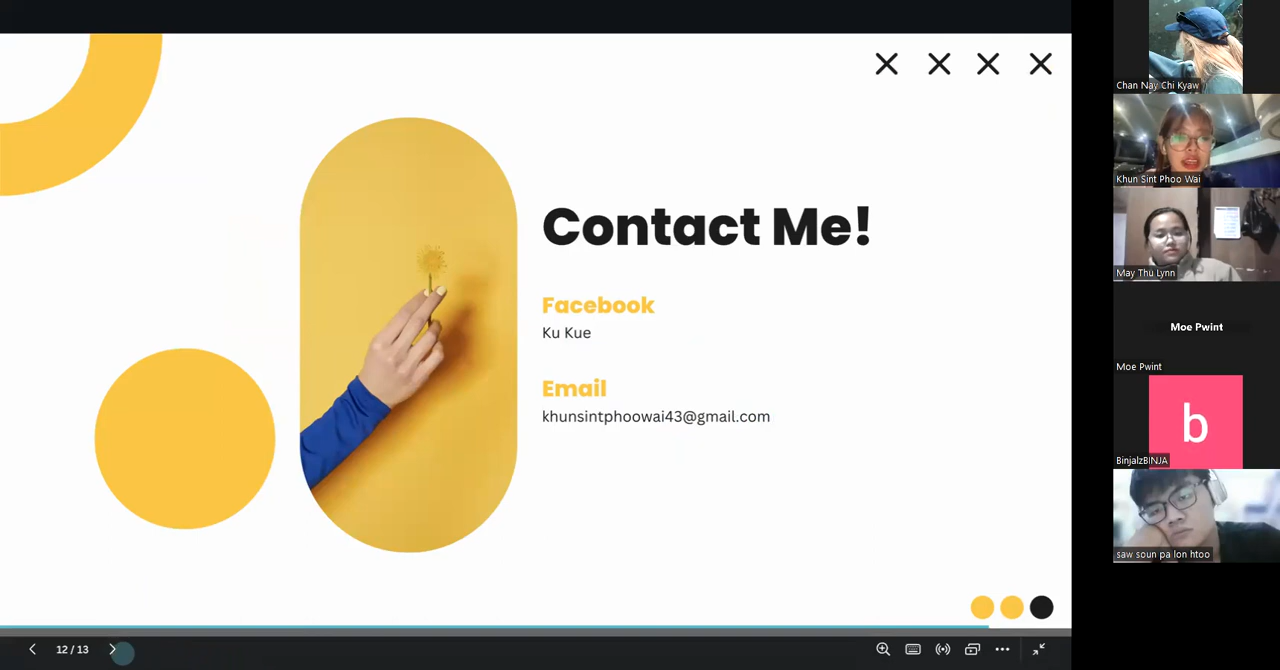 Contact Me!
Facebook
Ku Kue
Email
khunsintphoowai43@gmail.com
12 / 13
Chan Nay Chi Kyaw
Khun Sint Phoo Wai
May Thu Lynn
Moe Pwint
Moe Pwint
b
BinjalzBINJA
saw soun pa lon htoo